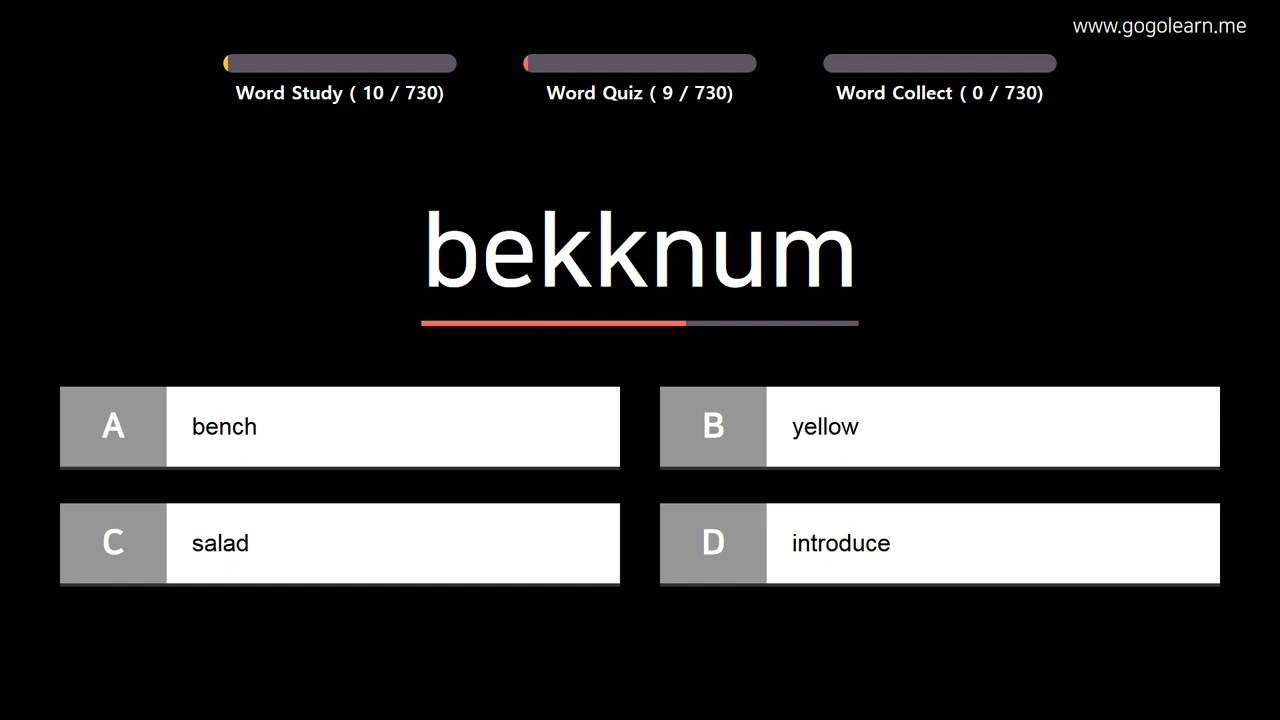 www.gogolearn.me
Word Study ( 10 / 730)
Word Quiz ( 9 / 730)
Word Collect ( 0 / 730)
bekknum
A bench
B yellow
C salad
D introduce